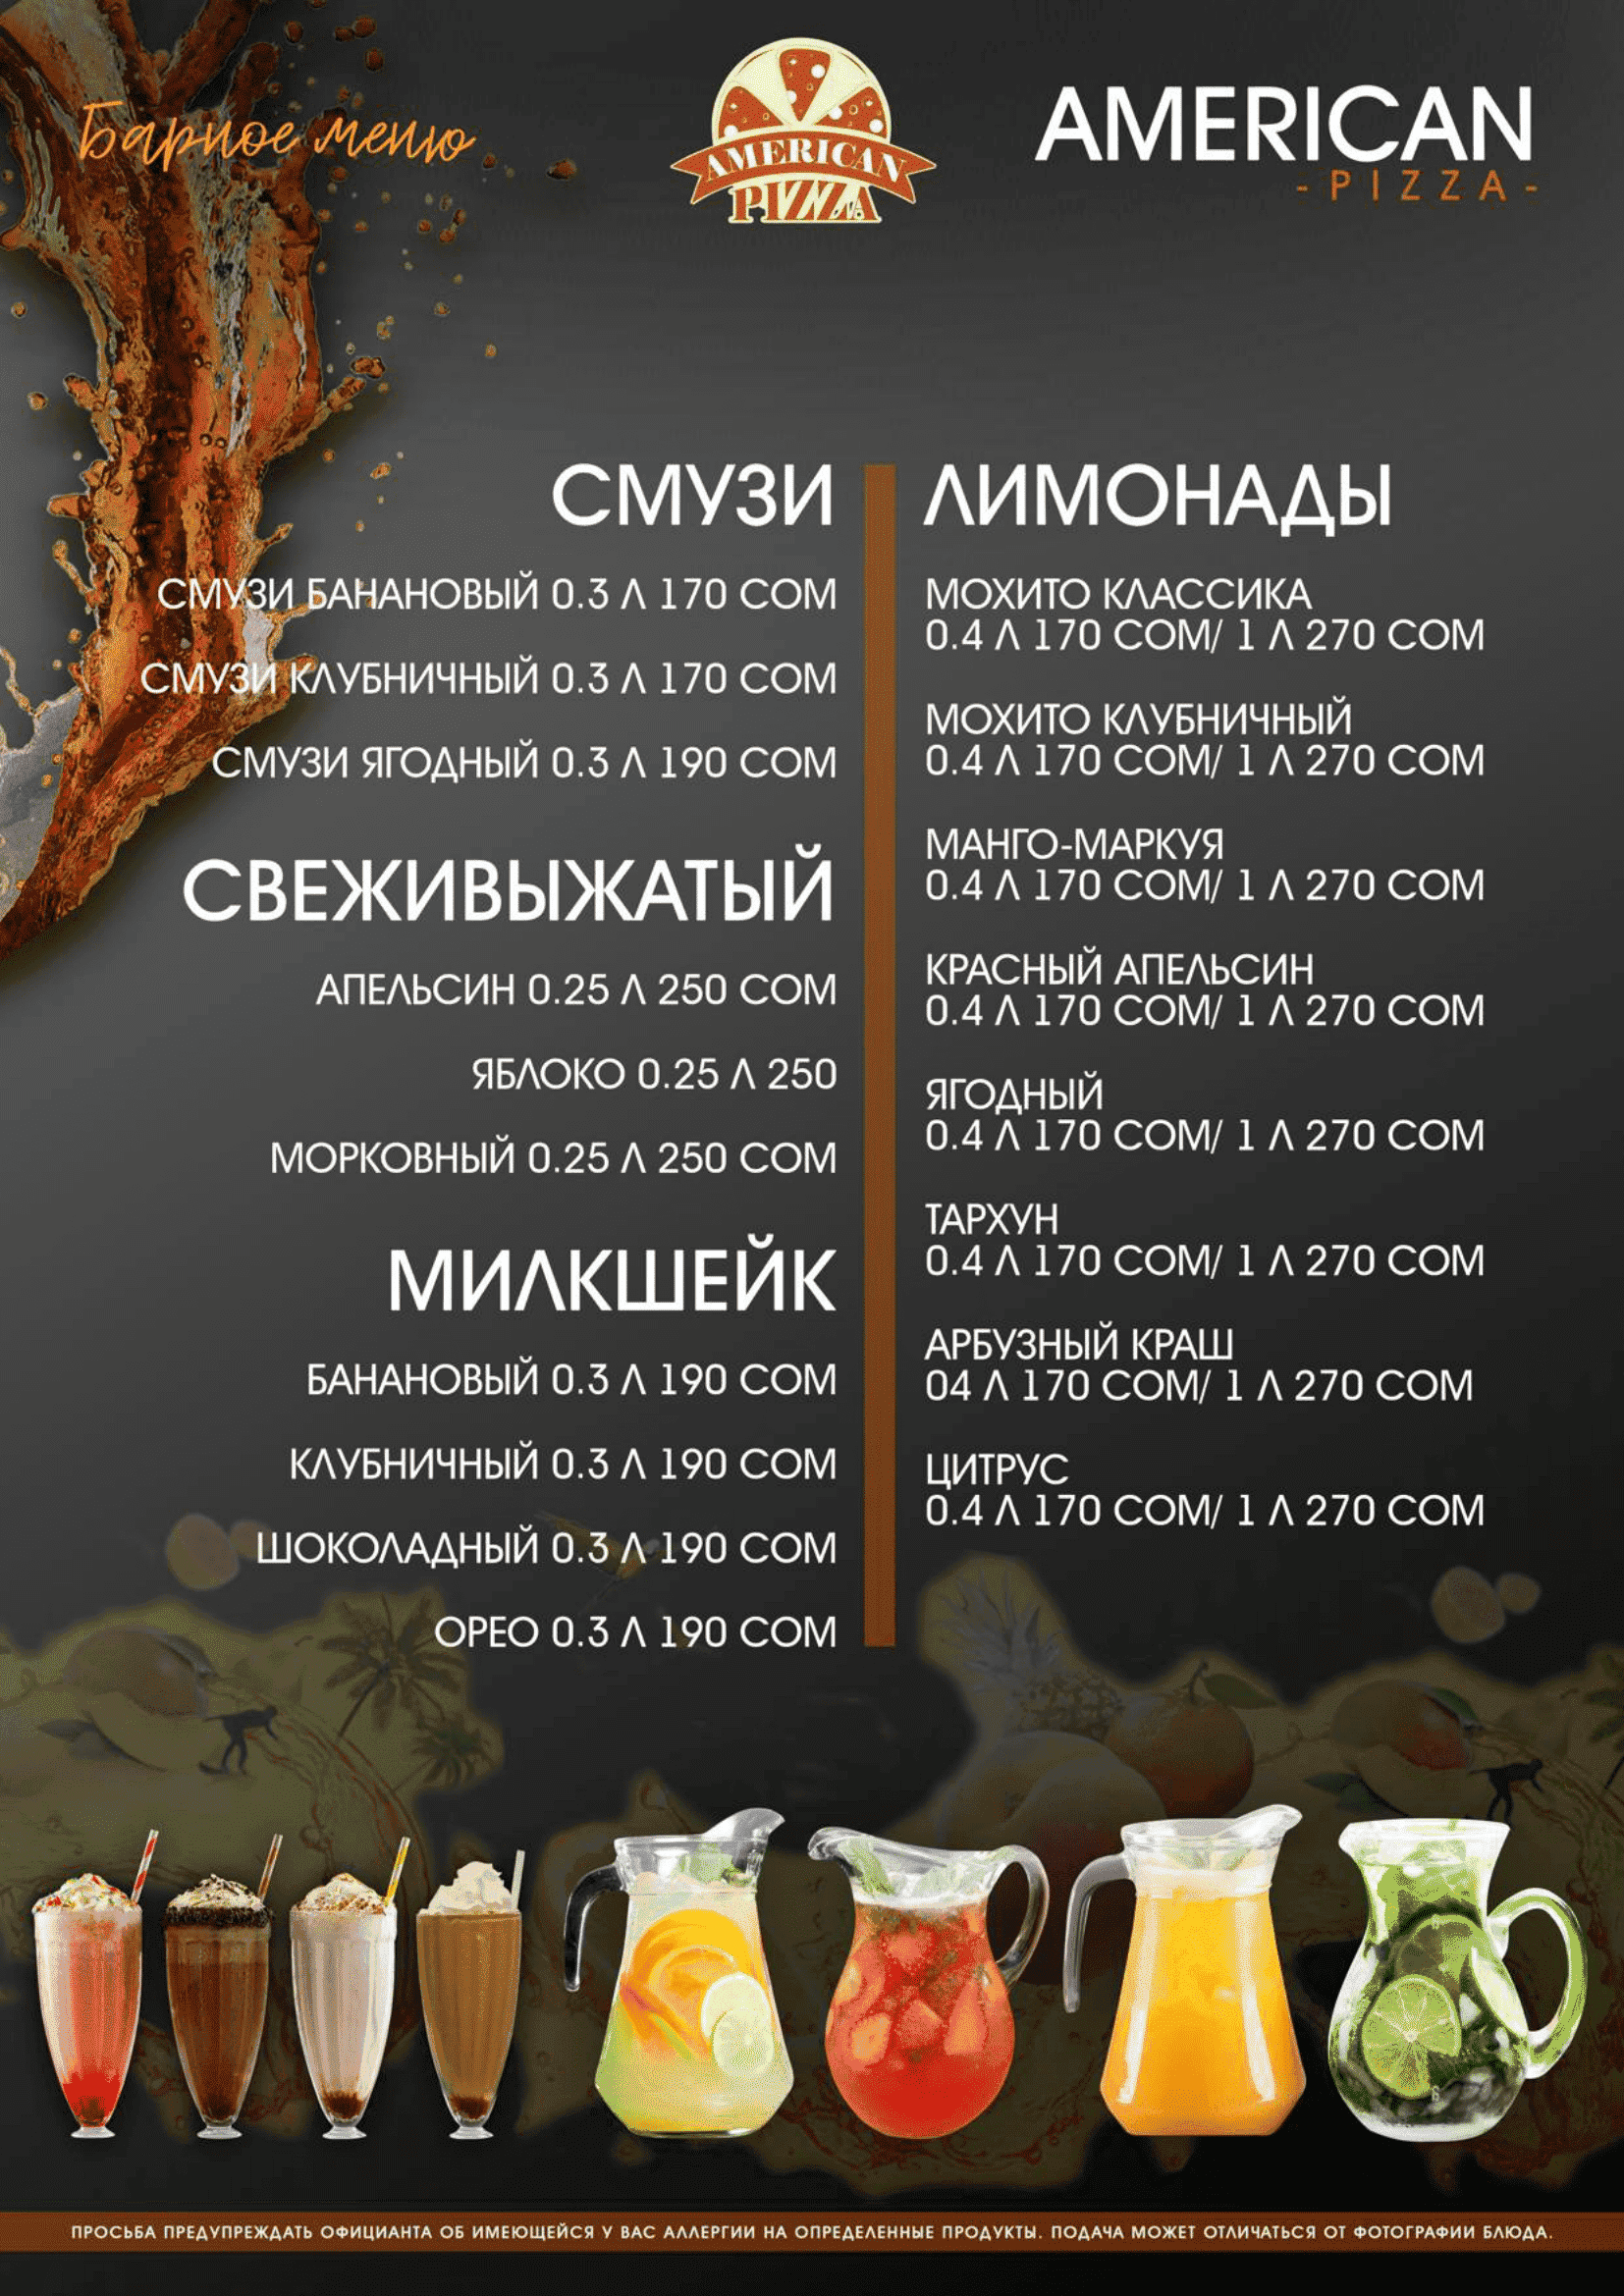 Барное меню
AMERICAN
PIZZA
AMERICAN
- PIZZA -
СМУЗИ
СМУЗИ БАНАНОВЫЙ 0.3 Л 170 СОМ
СМУЗИ КЛУБНИЧНЫЙ 0.3 Л 170 СОМ
СМУЗИ ЯГОДНЫЙ 0.3 Л 190 СОМ
СВЕЖИВЫЖАТЫЙ
АПЕЛЬСИН 0.25 Л 250 СОМ
ЯБЛОКО 0.25 Л 250
МОРКОВНЫЙ 0.25 Л 250 СОМ
МИЛКШЕЙК
БАНАНОВЫЙ 0.3 Л 190 СОМ
КЛУБНИЧНЫЙ 0.3 Л 190 СОМ
ШОКОЛАДНЫЙ 0.3 Л 190 СОМ
ОРЕО 0.3 Л 190 СОМ
ЛИМОНАДЫ
МОХИТО КЛАССИКА
0.4 Л 170 СОМ/ 1 Л 270 СОМ
МОХИТО КЛУБНИЧНЫЙ
0.4 Л 170 СОМ/ 1 Л 270 СОМ
МАНГО-МАРКУЯ
0.4 Л 170 СОМ/ 1 Л 270 СОМ
КРАСНЫЙ АПЕЛЬСИН
0.4 Л 170 СОМ/ 1 Л 270 СОМ
ЯГОДНЫЙ
0.4 Л 170 СОМ/ 1 Л 270 СОМ
ТАРХУН
0.4 Л 170 СОМ/ 1 Л 270 СОМ
АРБУЗНЫЙ КРАШ
04 Л 170 СОМ/ 1 Л 270 СОМ
ЦИТРУС
0.4 Л 170 СОМ/ 1 Л 270 СОМ
ПРОСЬБА ПРЕДУПРЕЖДАТЬ ОФИЦИАНТА ОБ ИМЕЮЩЕЙСЯ У ВАС АЛЛЕРГИИ НА ОПРЕДЕЛЕННЫЕ ПРОДУКТЫ. ПОДАЧА МОЖЕТ ОТЛИЧАТЬСЯ ОТ ФОТОГРАФИИ БЛЮДА.